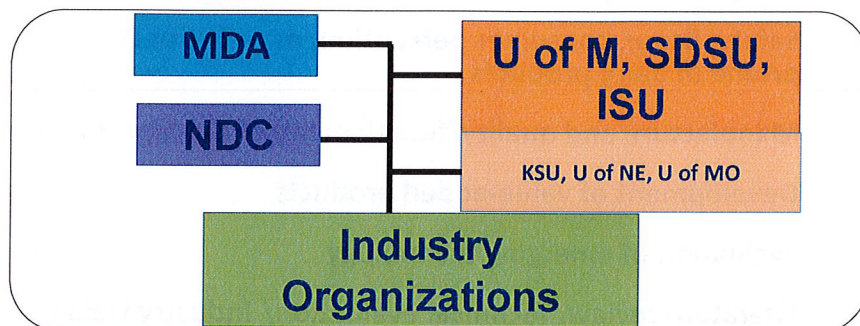 MDA
U of M, SDSU,
ISU
NDC
KSU, U of NE, U of MO
Industry
Organizations